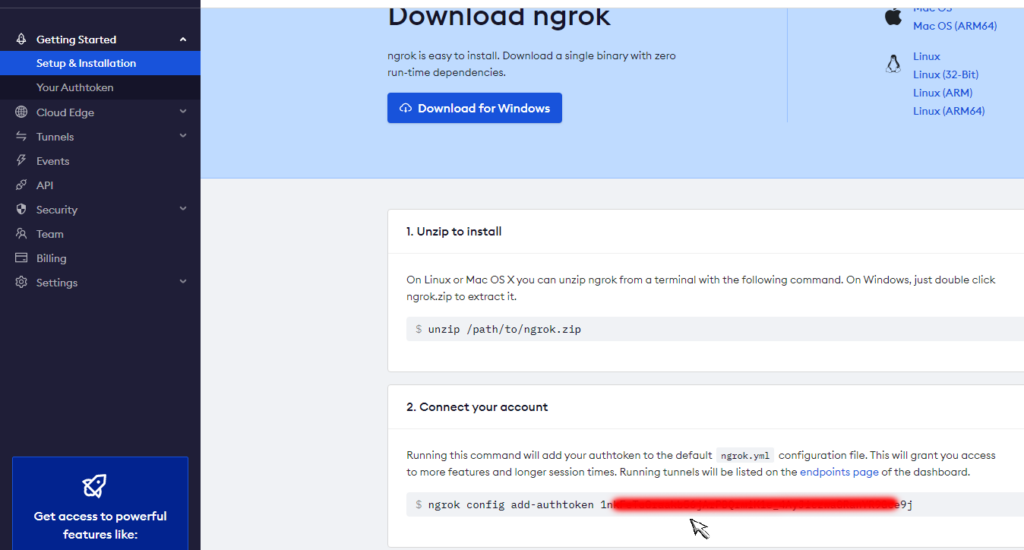 Getting Started
Setup & Installation
Your Authtoken
Cloud Edge
Tunnels
Events
API
Security
Team
Billing
Settings
Get access to powerful
features like:
Download ngrok
ngrok is easy to install. Download a single binary with zero
run-time dependencies.
Download for Windows
Mac OS
Mac OS (ARM64)
Linux
Linux (32-Bit)
Linux (ARM)
Linux (ARM64)
1. Unzip to install
On Linux or Mac OS X you can unzip ngrok from a terminal with the following command. On Windows, just double click
ngrok.zip to extract it.
$ unzip /path/to/ngrok.zip
2. Connect your account
Running this command will add your authtoken to the default ngrok.yml configuration file. This will grant you access
to more features and longer session times. Running tunnels will be listed on the endpoints page of the dashboard.
$ ngrok config add-authtoken